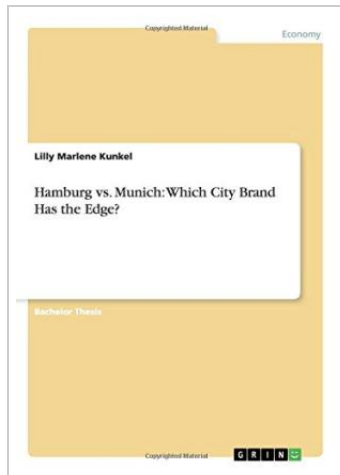 Copyrighted Material
Economy
Lilly Marlene Kunkel
Hamburg vs. Munich: Which City Brand
Has the Edge?
Bachelor Thesis
Copyrighted Material
GRIN